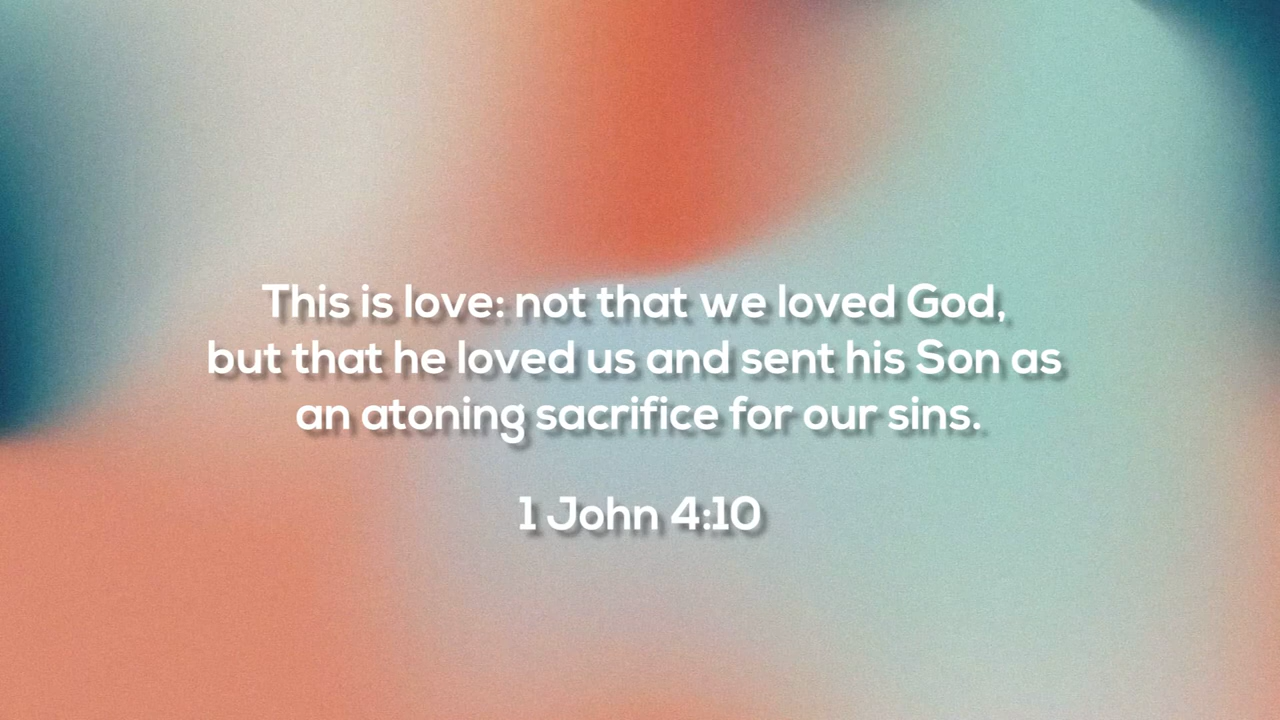 This is love: not that we loved God,
but that he loved us and sent his Son as
an atoning sacrifice for our sins.
1 John 4:10